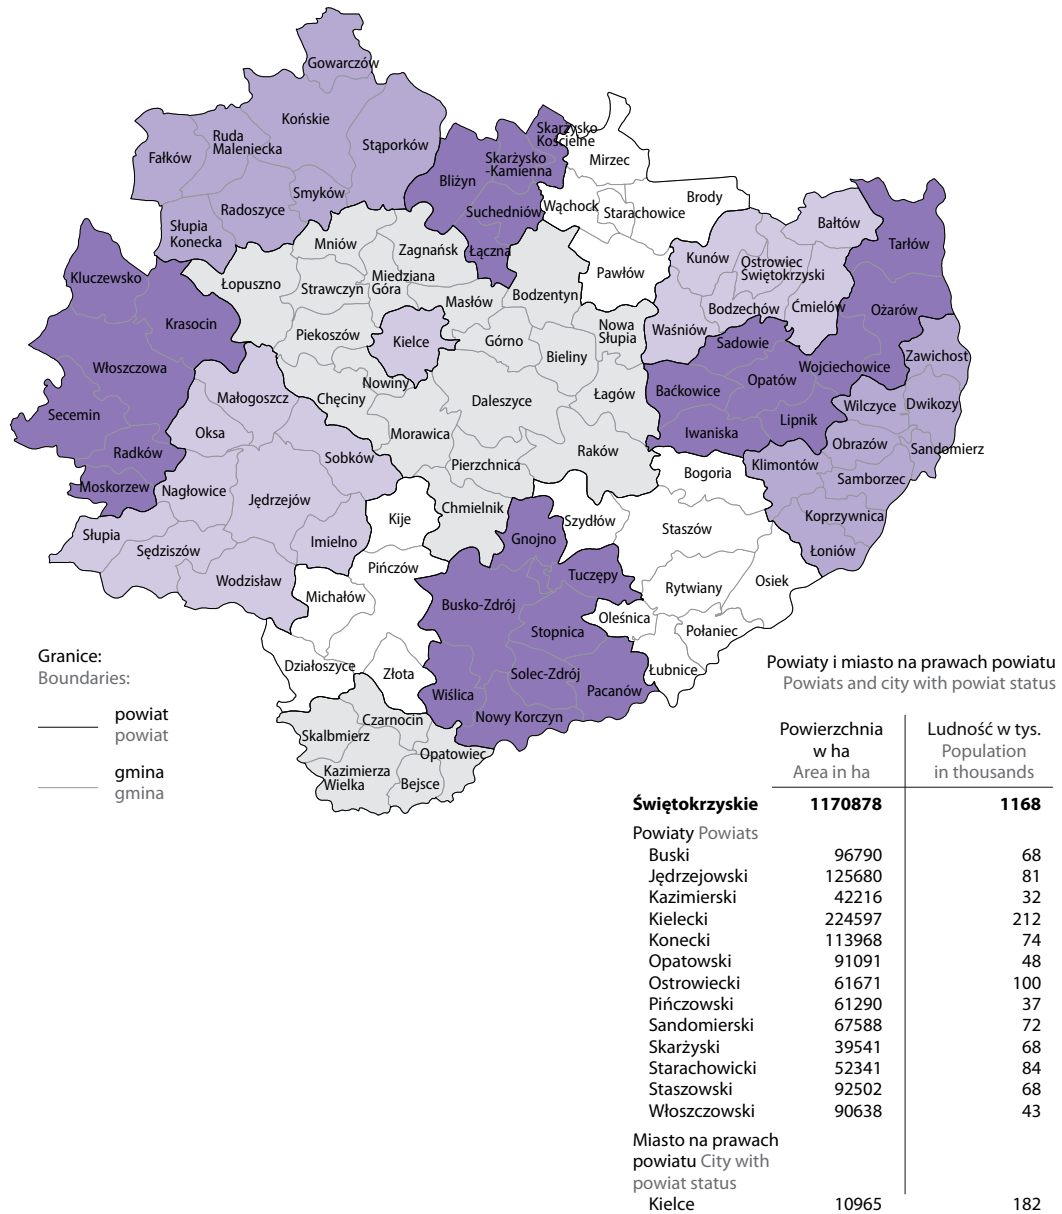 Gowarczów
Końskie
Ruda
Maleniecka
Stąporków
Fałków
Smyków
Radoszyce
Słupia
Konecka
Skarżysko
Kościelne
Skarżysko
-Kamienna
Bliżyn
Suchedniów
Łączna
Mirzec
Brody
Wąchock
Starachowice
Pawłów
Bałtów
Kunów
Ostrowiec
Świętokrzyski
Bodzechów
Ćmielów
Waśniów
Tarłów
Ożarów
Sadowie
Wojciechowice
Opatów
Baćkowice
Lipnik
Iwaniska
Zawichost
Wilczyce
Dwikozy
Obrazów
Sandomierz
Klimontów
Samborzec
Koprzywnica
Łoniów
Mniów
Zagnańsk
Miedziana
Góra
Łopuszno
Strawczyn
Masłów
Bodzentyn
Piekoszów
Kielce
Górno
Nowa
Słupia
Bieliny
Nowiny
Chęciny
Daleszyce
Łagów
Morawica
Pierzchnica
Raków
Chmielnik
Kluczewsko
Krasocin
Włoszczowa
Secemin
Radków
Moskorzew
Małogoszcz
Oksa
Sobków
Nagłowice
Jędrzejów
Słupia
Sędziszów
Imielno
Wodzisław
Kije
Pińczów
Michałów
Działoszyce
Złota
Bogoria
Szydłów
Staszów
Rytwiany
Osiek
Oleśnica
Połaniec
Łubnice
Gnojno
Tuczępy
Busko-Zdrój
Stopnica
Solec-Zdrój
Pacanów
Wiślica
Nowy Korczyn
Czarnocin
Skalbmierz
Opatowiec
Kazimierza
Wielka
Bejsce
Granice:
Boundaries:
powiat
powiat
gmina
gmina
Powiaty i miasto na prawach powiatu
Powiats and city with powiat status
Powierzchnia Ludność w tys.
w ha Population
Area in ha in thousands
Świętokrzyskie 1170878 1168
Powiaty Powiats
Buski 96790 68
Jędrzejowski 125680 81
Kazimierski 42216 32
Kielecki 224597 212
Konecki 113968 74
Opatowski 91091 48
Ostrowiecki 61671 100
Pińczowski 61290 37
Sandomierski 67588 72
Skarżyski 39541 68
Starachowicki 52341 84
Staszowski 92502 68
Włoszczowski 90638 43
Miasto na prawach
powiatu City with
powiat status
Kielce 10965 182